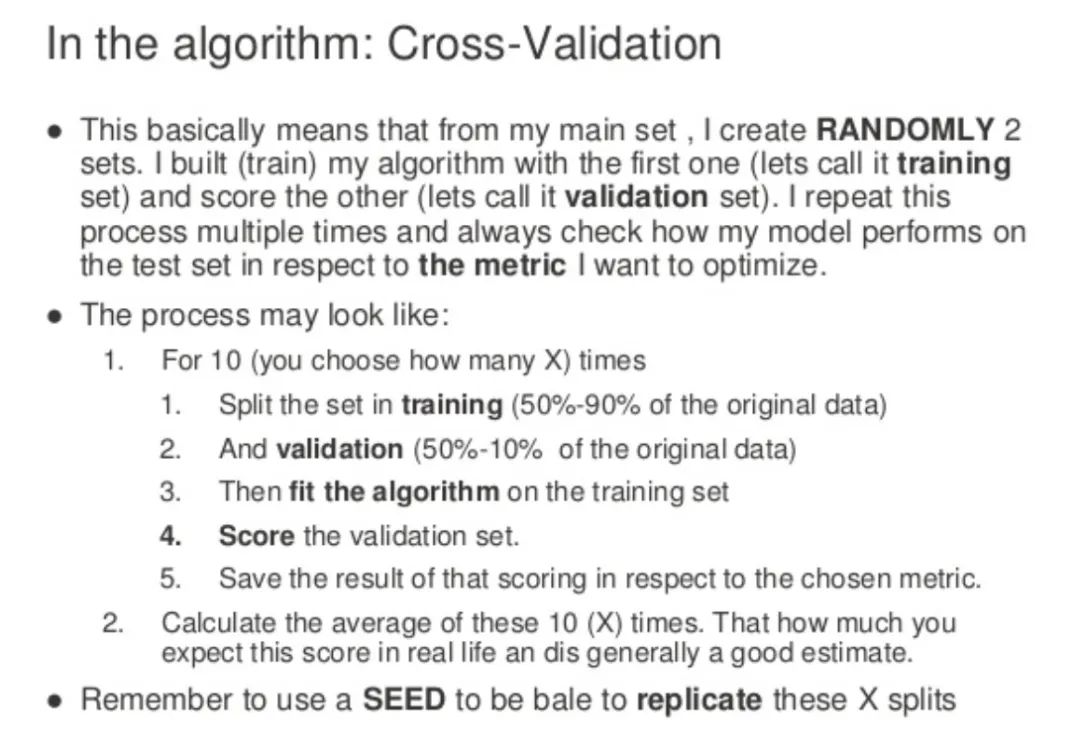 In the algorithm: Cross-Validation
● This basically means that from my main set , I create RANDOMLY 2
sets. I built (train) my algorithm with the first one (lets call it training
set) and score the other (lets call it validation set). I repeat this
process multiple times and always check how my model performs on
the test set in respect to the metric I want to optimize.
● The process may look like:
1. For 10 (you choose how many X) times
1. Split the set in training (50%-90% of the original data)
2. And validation (50%-10% of the original data)
3. Then fit the algorithm on the training set
4. Score the validation set.
5. Save the result of that scoring in respect to the chosen metric.
2. Calculate the average of these 10 (X) times. That how much you
expect this score in real life an dis generally a good estimate.
● Remember to use a SEED to be bale to replicate these X splits